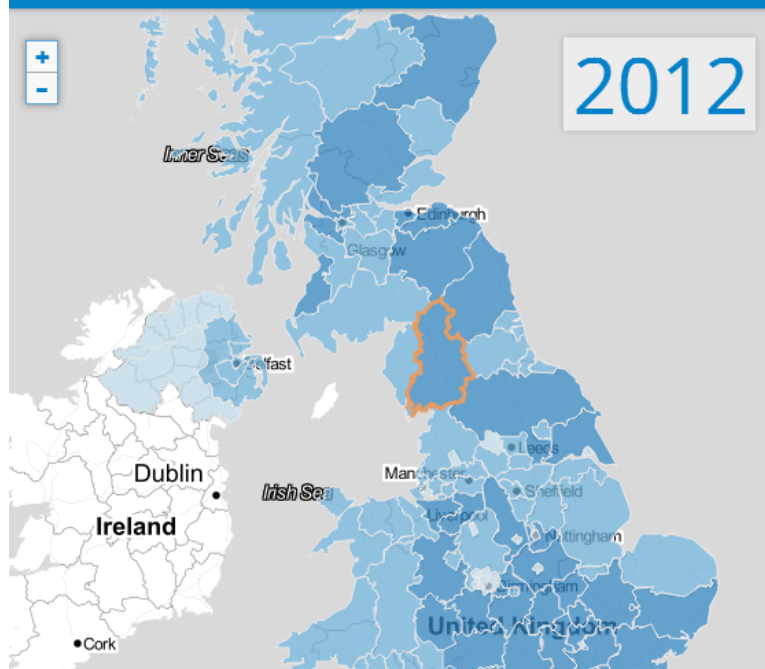 +
2012
-
Inner Seas
Edinburgh
Glasgow
Belfast
Leeds
Manchester
Dublin
Irish Sea
Sheffield
Liverpool
Ireland
Nottingham
Birmingham
United Kingdom
Cork